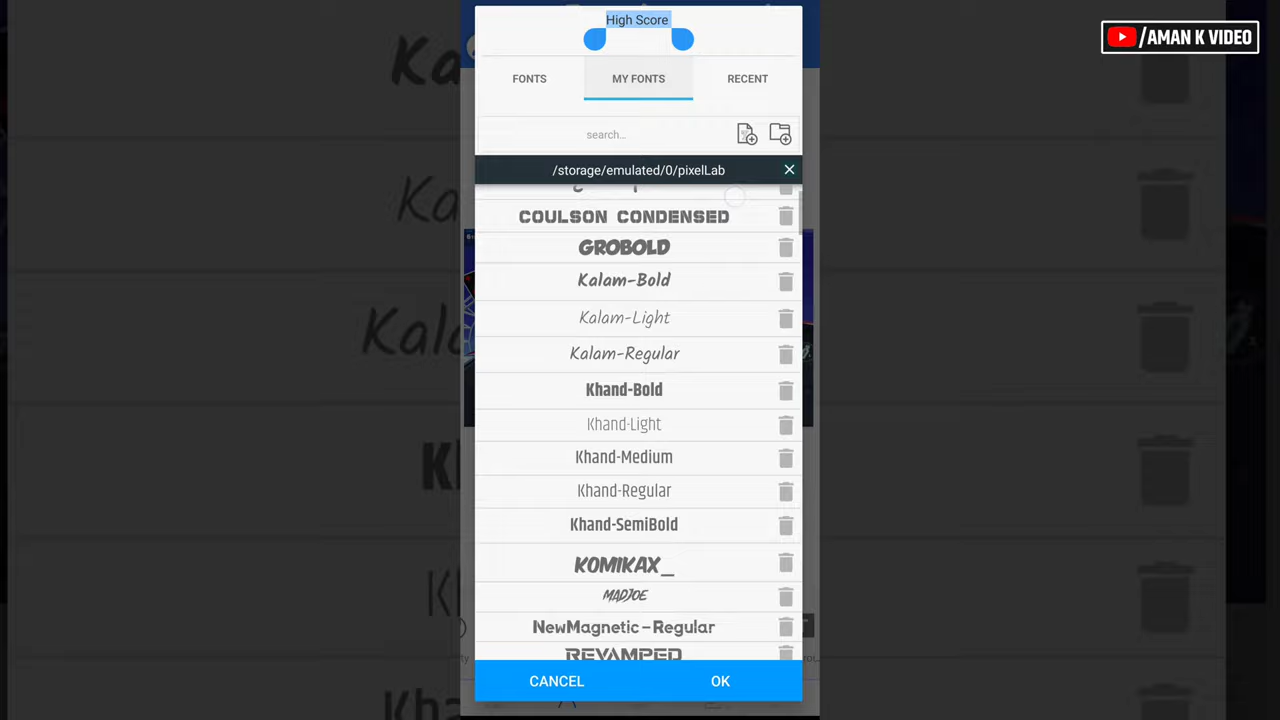 High Score
/AMAN K VIDEO
FONTS
MY FONTS
RECENT
search...
/storage/emulated/0/pixelLab
COULSON CONDENSED
GROBOLD
Kalam-Bold
Kalam-Light
Kalam-Regular
Khand-Bold
Khand-Light
Khand-Medium
Khand-Regular
Khand-SemiBold
KOMIKAX_
MADJOE
NewMagnetic-Regular
REVAMPED
CANCEL
OK